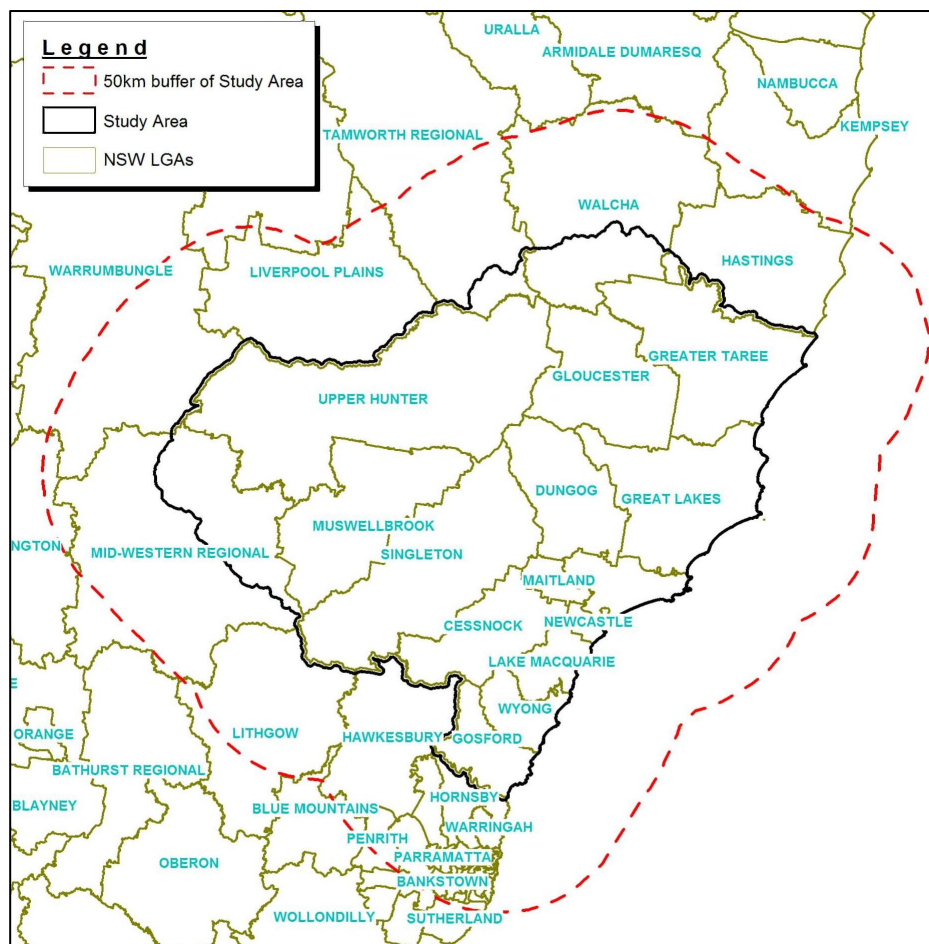 Legend
50km buffer of Study Area
Study Area
NSW LGAs
URALLA
ARMIDALE DUMARESQ
NAMBUCCA
KEMPSEY
TAMWORTH REGIONAL
WALCHA
HASTINGS
WARRUMBUNGLE
LIVERPOOL PLAINS
GREATER TAREE
GLOUCESTER
UPPER HUNTER
DUNGOG
GREAT LAKES
MUSWELLBROOK
NGTON
MID-WESTERN REGIONAL
SINGLETON
MAITLAND
CESSNOCK
NEWCASTLE
LAKE MACQUARIE
E
WYONG
ORANGE
LITHGOW
HAWKESBURY
GOSFORD
BATHURST REGIONAL
BLAYNEY
BLUE MOUNTAINS
HORNSBY
WARRINGAH
PENRITH
PARRAMATTA
OBERON
BANKSTOWN
WOLLONDILLY
SUTHERLAND